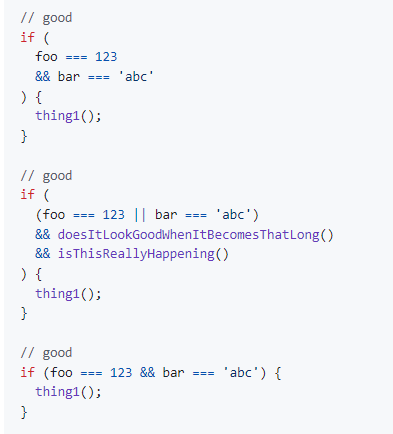 // good
if (
  foo === 123
  && bar === 'abc'
) {
  thing1();
}

// good
if (
  (foo === 123 || bar === 'abc')
  && doesItLookGoodWhenItBecomesThatLong()
  && isThisReallyHappening()
) {
  thing1();
}

// good
if (foo === 123 && bar === 'abc') {
  thing1();
}